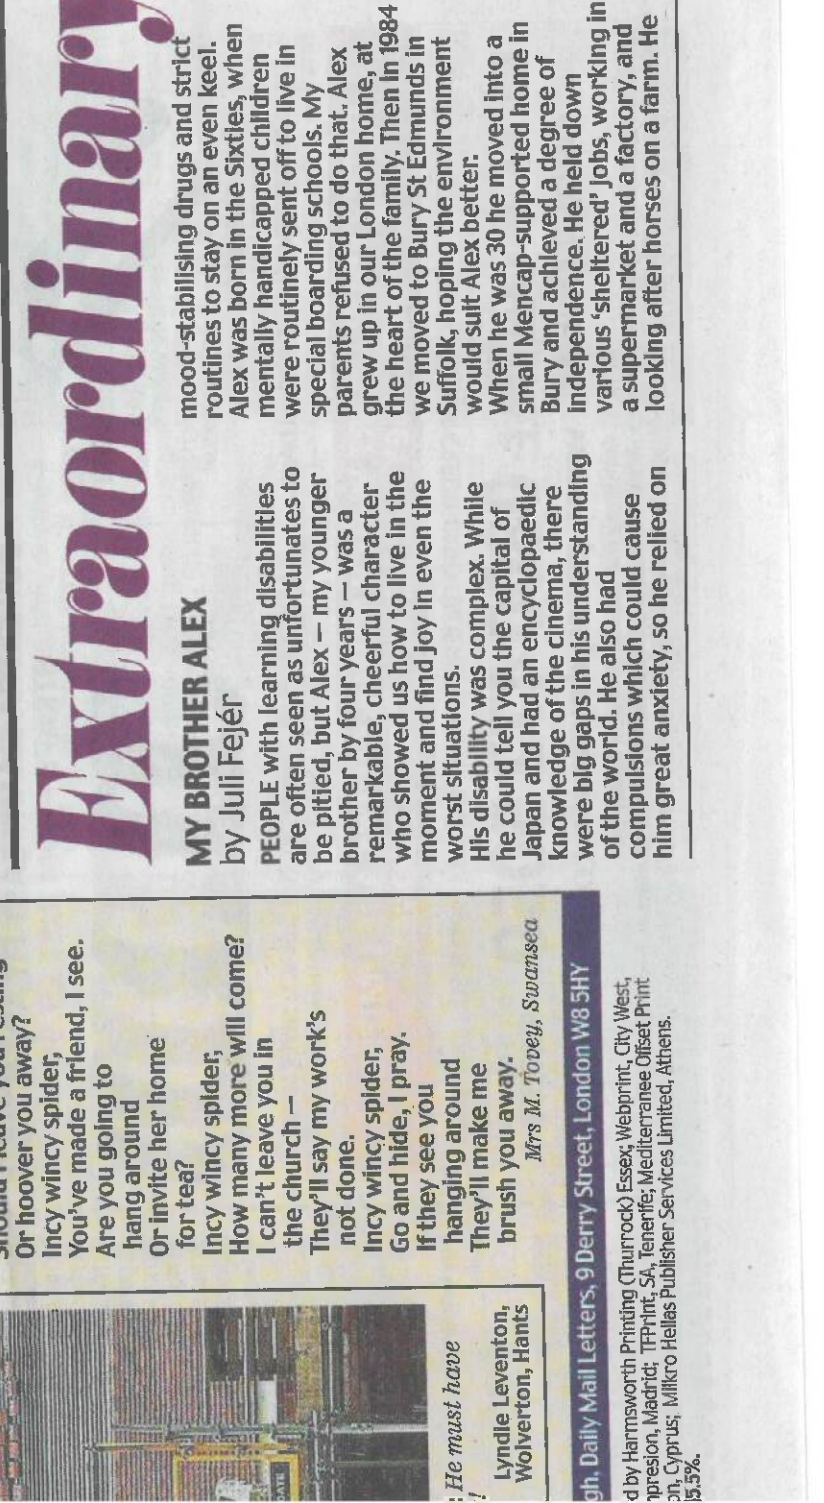 Extraordinary
MY BROTHER ALEX
by Juli Fejér
PEOPLE with learning disabilities
are often seen as unfortunates to
be pitied, but Alex — my younger
brother by four years — was a
remarkable, cheerful character
who showed us how to live in the
moment and find joy in even the
worst situations.
His disability was complex. While
he could tell you the capital of
Japan and had an encyclopaedic
knowledge of the cinema, there
were big gaps in his understanding
of the world. He also had
compulsions which could cause
him great anxiety, so he relied on
mood-stabilising drugs and strict
routines to stay on an even keel.
Alex was born in the Sixties, when
mentally handicapped children
were routinely sent off to live in
special boarding schools. My
parents refused to do that. Alex
grew up in our London home, at
the heart of the family. Then in 1984
we moved to Bury St Edmunds in
Suffolk, hoping the environment
would suit Alex better.
When he was 30 he moved into a
small Mencap-supported home in
Bury and achieved a degree of
independence. He held down
various ‘sheltered’ jobs, working in
a supermarket and a factory, and
looking after horses on a farm. He
Or hoover you away?
Incy wincy spider,
You’ve made a friend, I see.
Are you going to
hang around
Or invite her home
for tea?
Incy wincy spider,
How many more will come?
I can’t leave you in
the church —
They’ll say my work’s
not done.
Incy wincy spider,
Go and hide, I pray.
If they see you
hanging around
They’ll make me
brush you away.
Mrs M. Tovey, Swansea
: He must have
!
Lyndie Leventon,
Wolverton, Hants
DATE
gh, Daily Mail Letters, 9 Derry Street, London W8 5HY
d by Harmsworth Printing (Thurrock) Essex; Webprint, City West,
npresion, Madrid; TFPrint, SA, Tenerife; Mediterranee Offset Print
on, Cyprus; Milkro Hellas Publisher Services Limited, Athens.
5.5%.